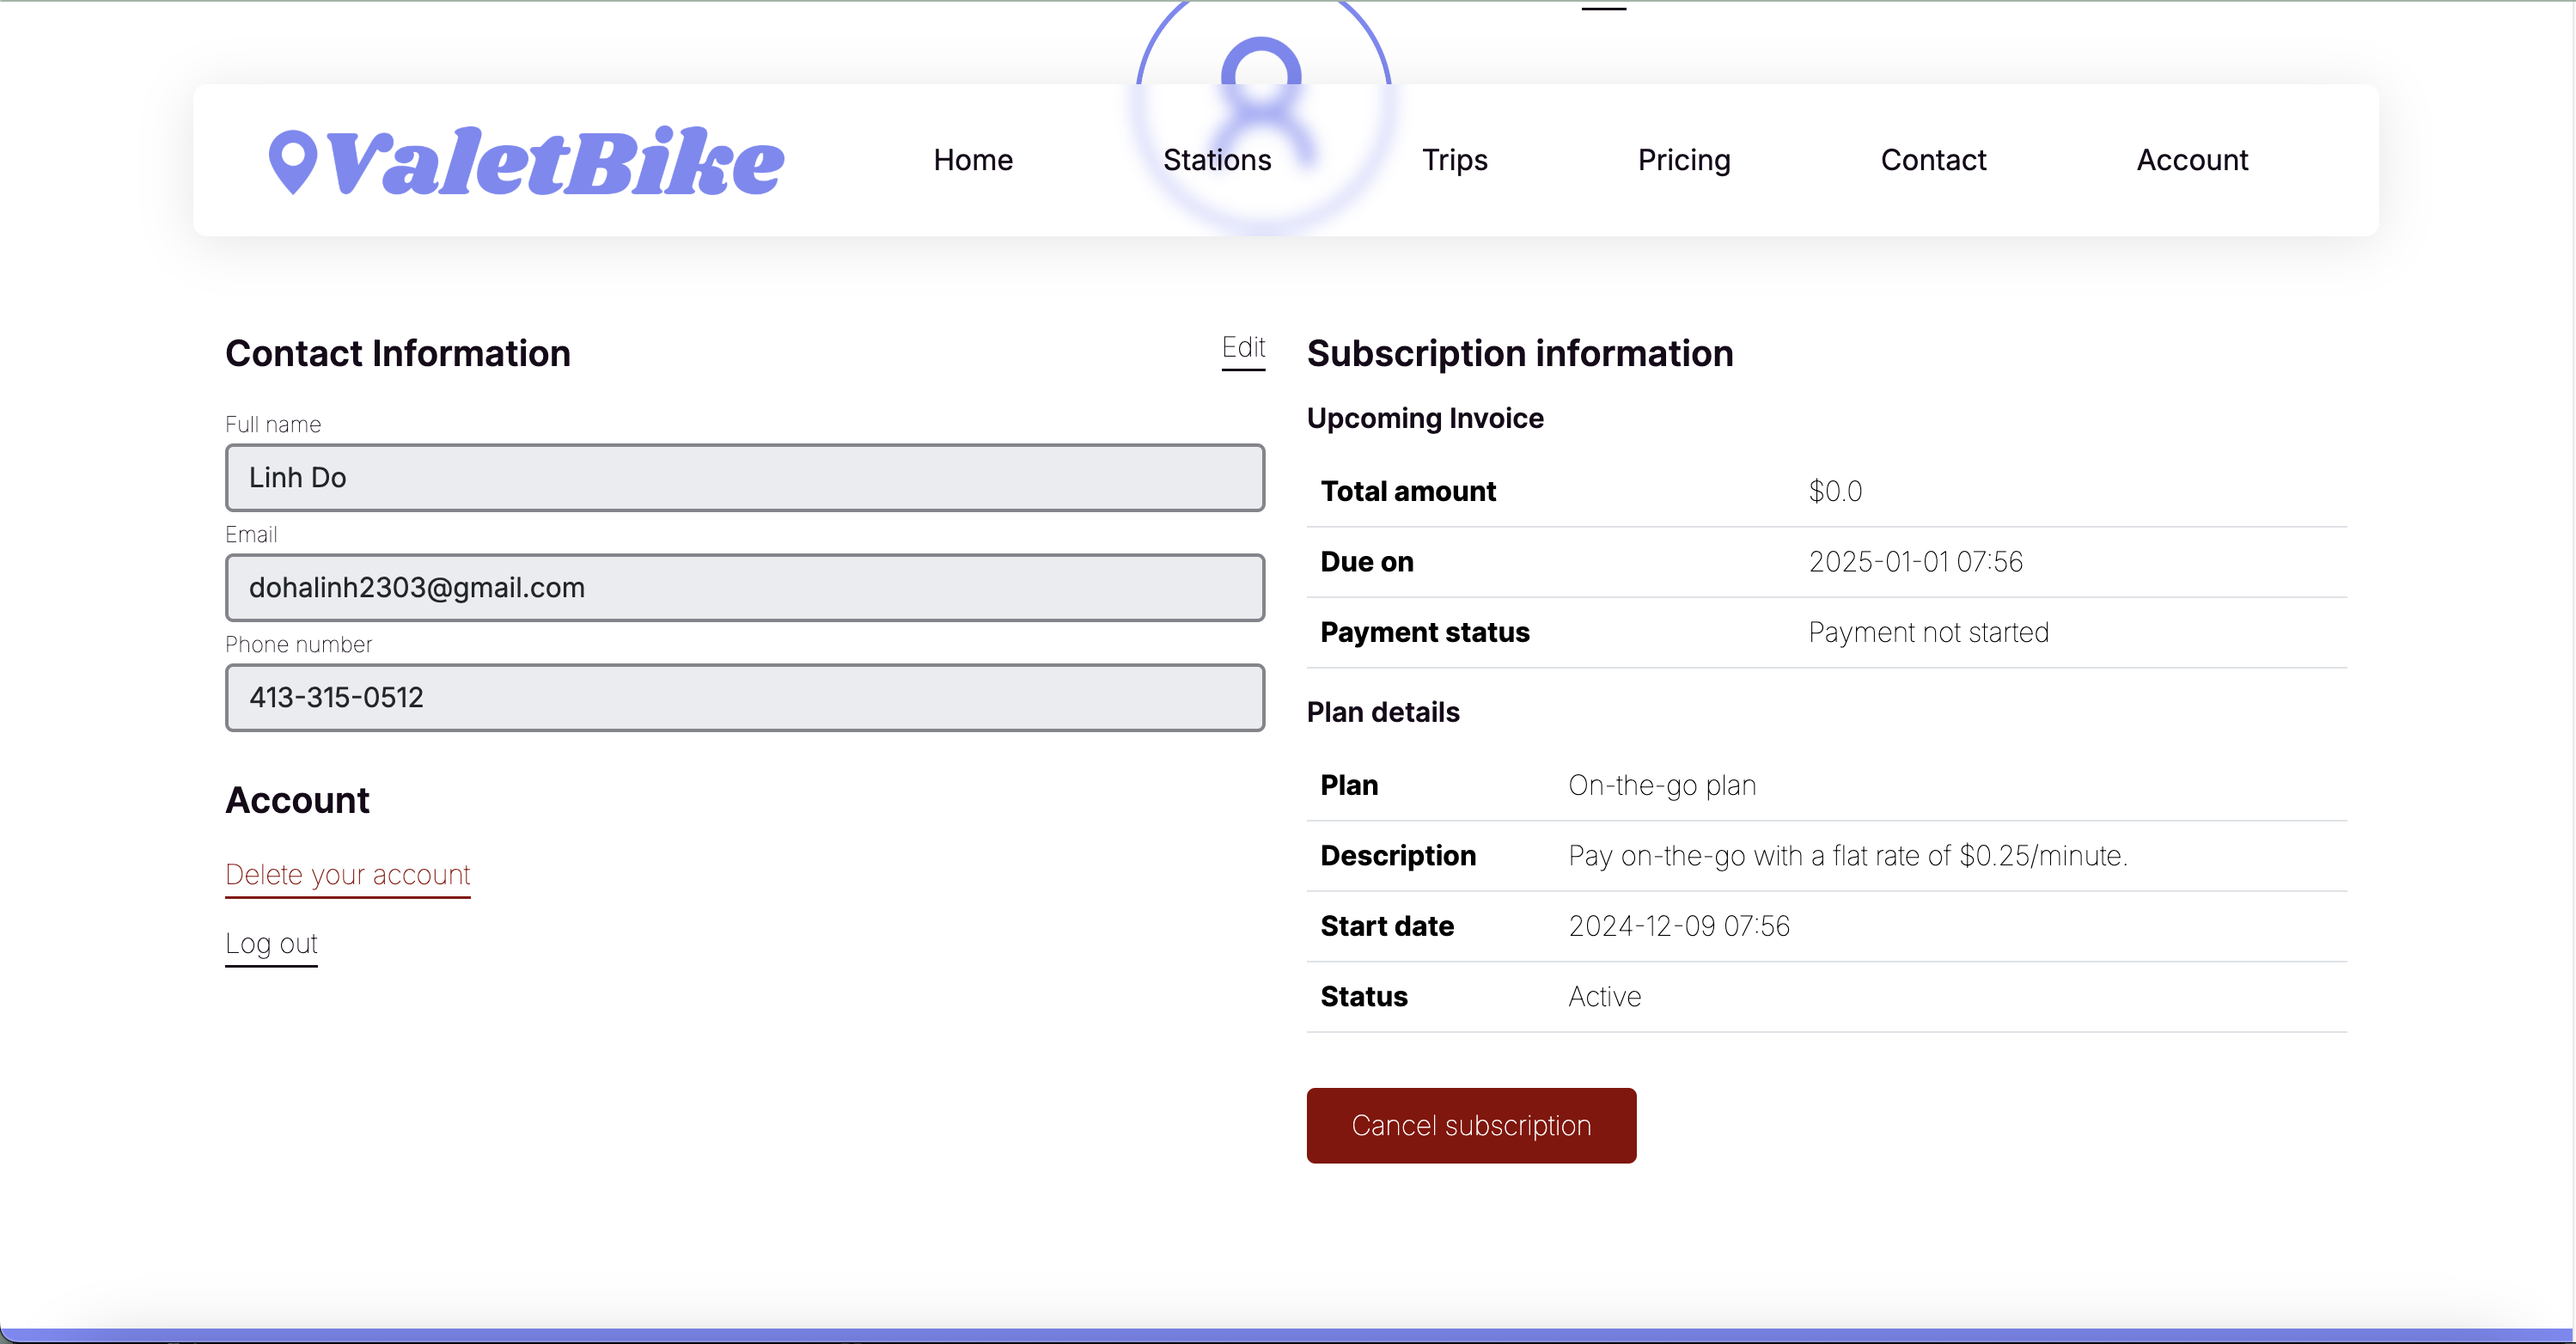 ValetBike Home Stations Trips Pricing Contact Account
Contact Information
Edit
Full name
Linh Do
Email
dohalinh2303@gmail.com
Phone number
413-315-0512
Account
Delete your account
Log out
Subscription information
Upcoming Invoice
Total amount $0.0
Due on 2025-01-01 07:56
Payment status Payment not started
Plan details
Plan On-the-go plan
Description Pay on-the-go with a flat rate of $0.25/minute.
Start date 2024-12-09 07:56
Status Active
Cancel subscription